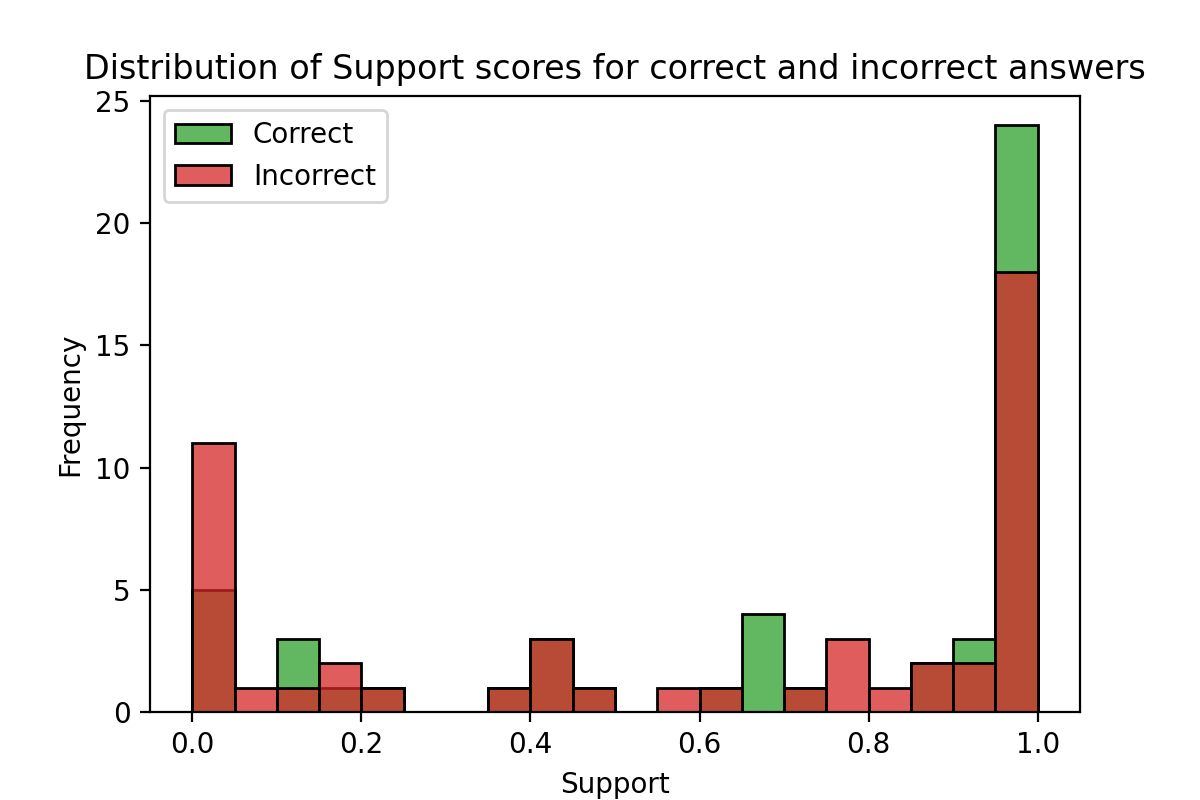 Distribution of Support scores for correct and incorrect answers
25
20
15
10
5
0
Frequency
Correct
Incorrect
0.0 0.2 0.4 0.6 0.8 1.0
Support